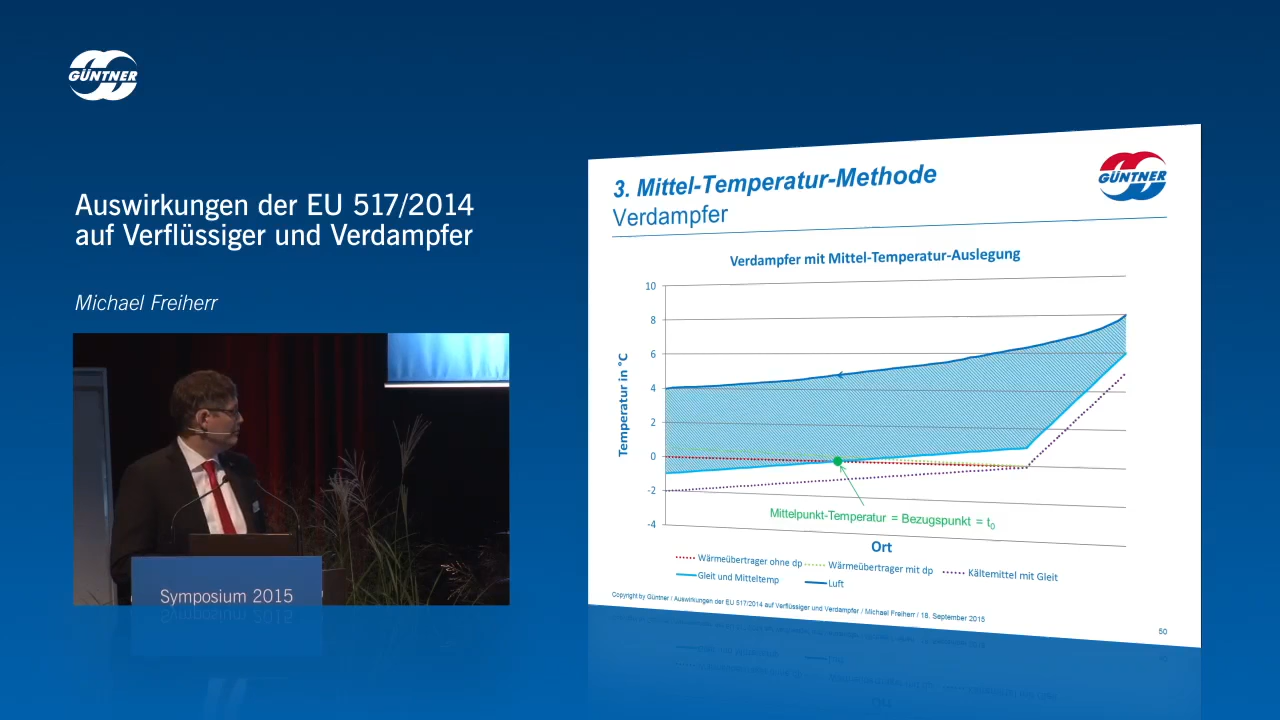 GÜNTNER
Auswirkungen der EU 517/2014
auf Verflüssiger und Verdampfer
Michael Freiherr
Symposium 2015
3. Mittel-Temperatur-Methode
Verdampfer
GÜNTNER
Verdampfer mit Mittel-Temperatur-Auslegung
Temperatur in °C
10
8
6
4
2
0
-2
-4
Mittelpunkt-Temperatur = Bezugspunkt = t0
Ort
Wärmeübertrager ohne dp
Wärmeübertrager mit dp
Kältemittel mit Gleit
Gleit und Mitteltemp
Luft
Copyright by Güntner / Auswirkungen der EU 517/2014 auf Verflüssiger und Verdampfer / Michael Freiherr / 18. September 2015
50